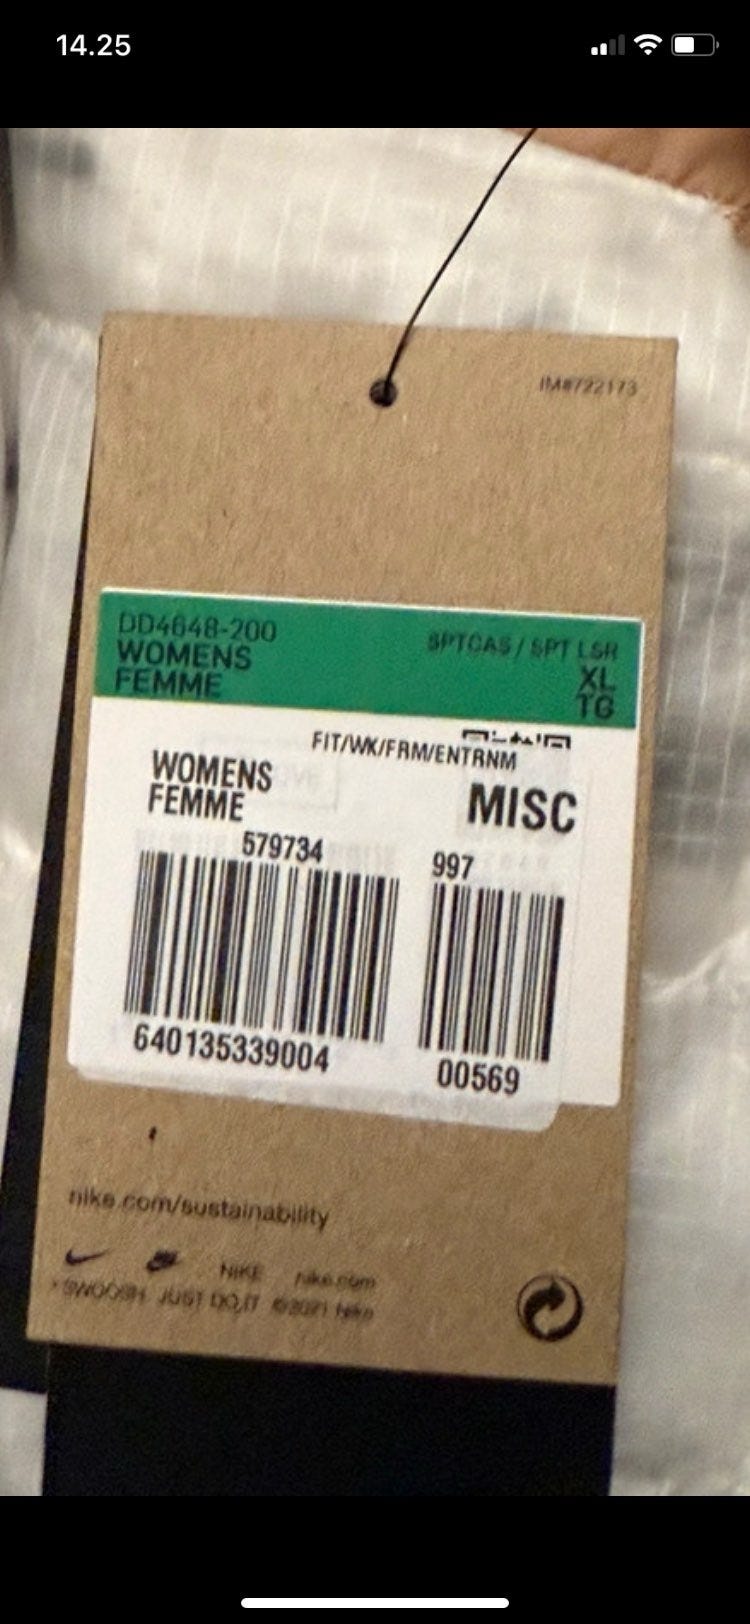 14.25
IM#722173
DD4648-200
WOMENS
FEMME
SPTCAS / SPT LSR
XL
TG
FIT/WK/FRM/ENTRNM
WOMENS
FEMME
MISC
579734
997
640135339004
00569
nike.com/sustainability
NIKE nike.com
SWOOSH JUST DO IT ©2021 Nike